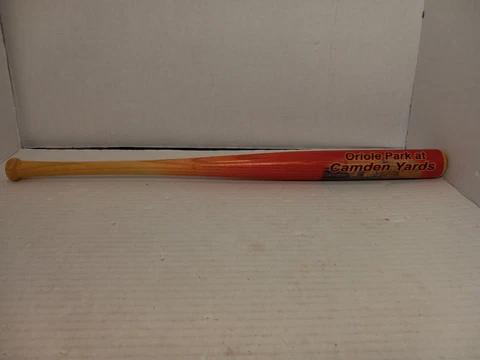 Oriole Park at
Camden Yards